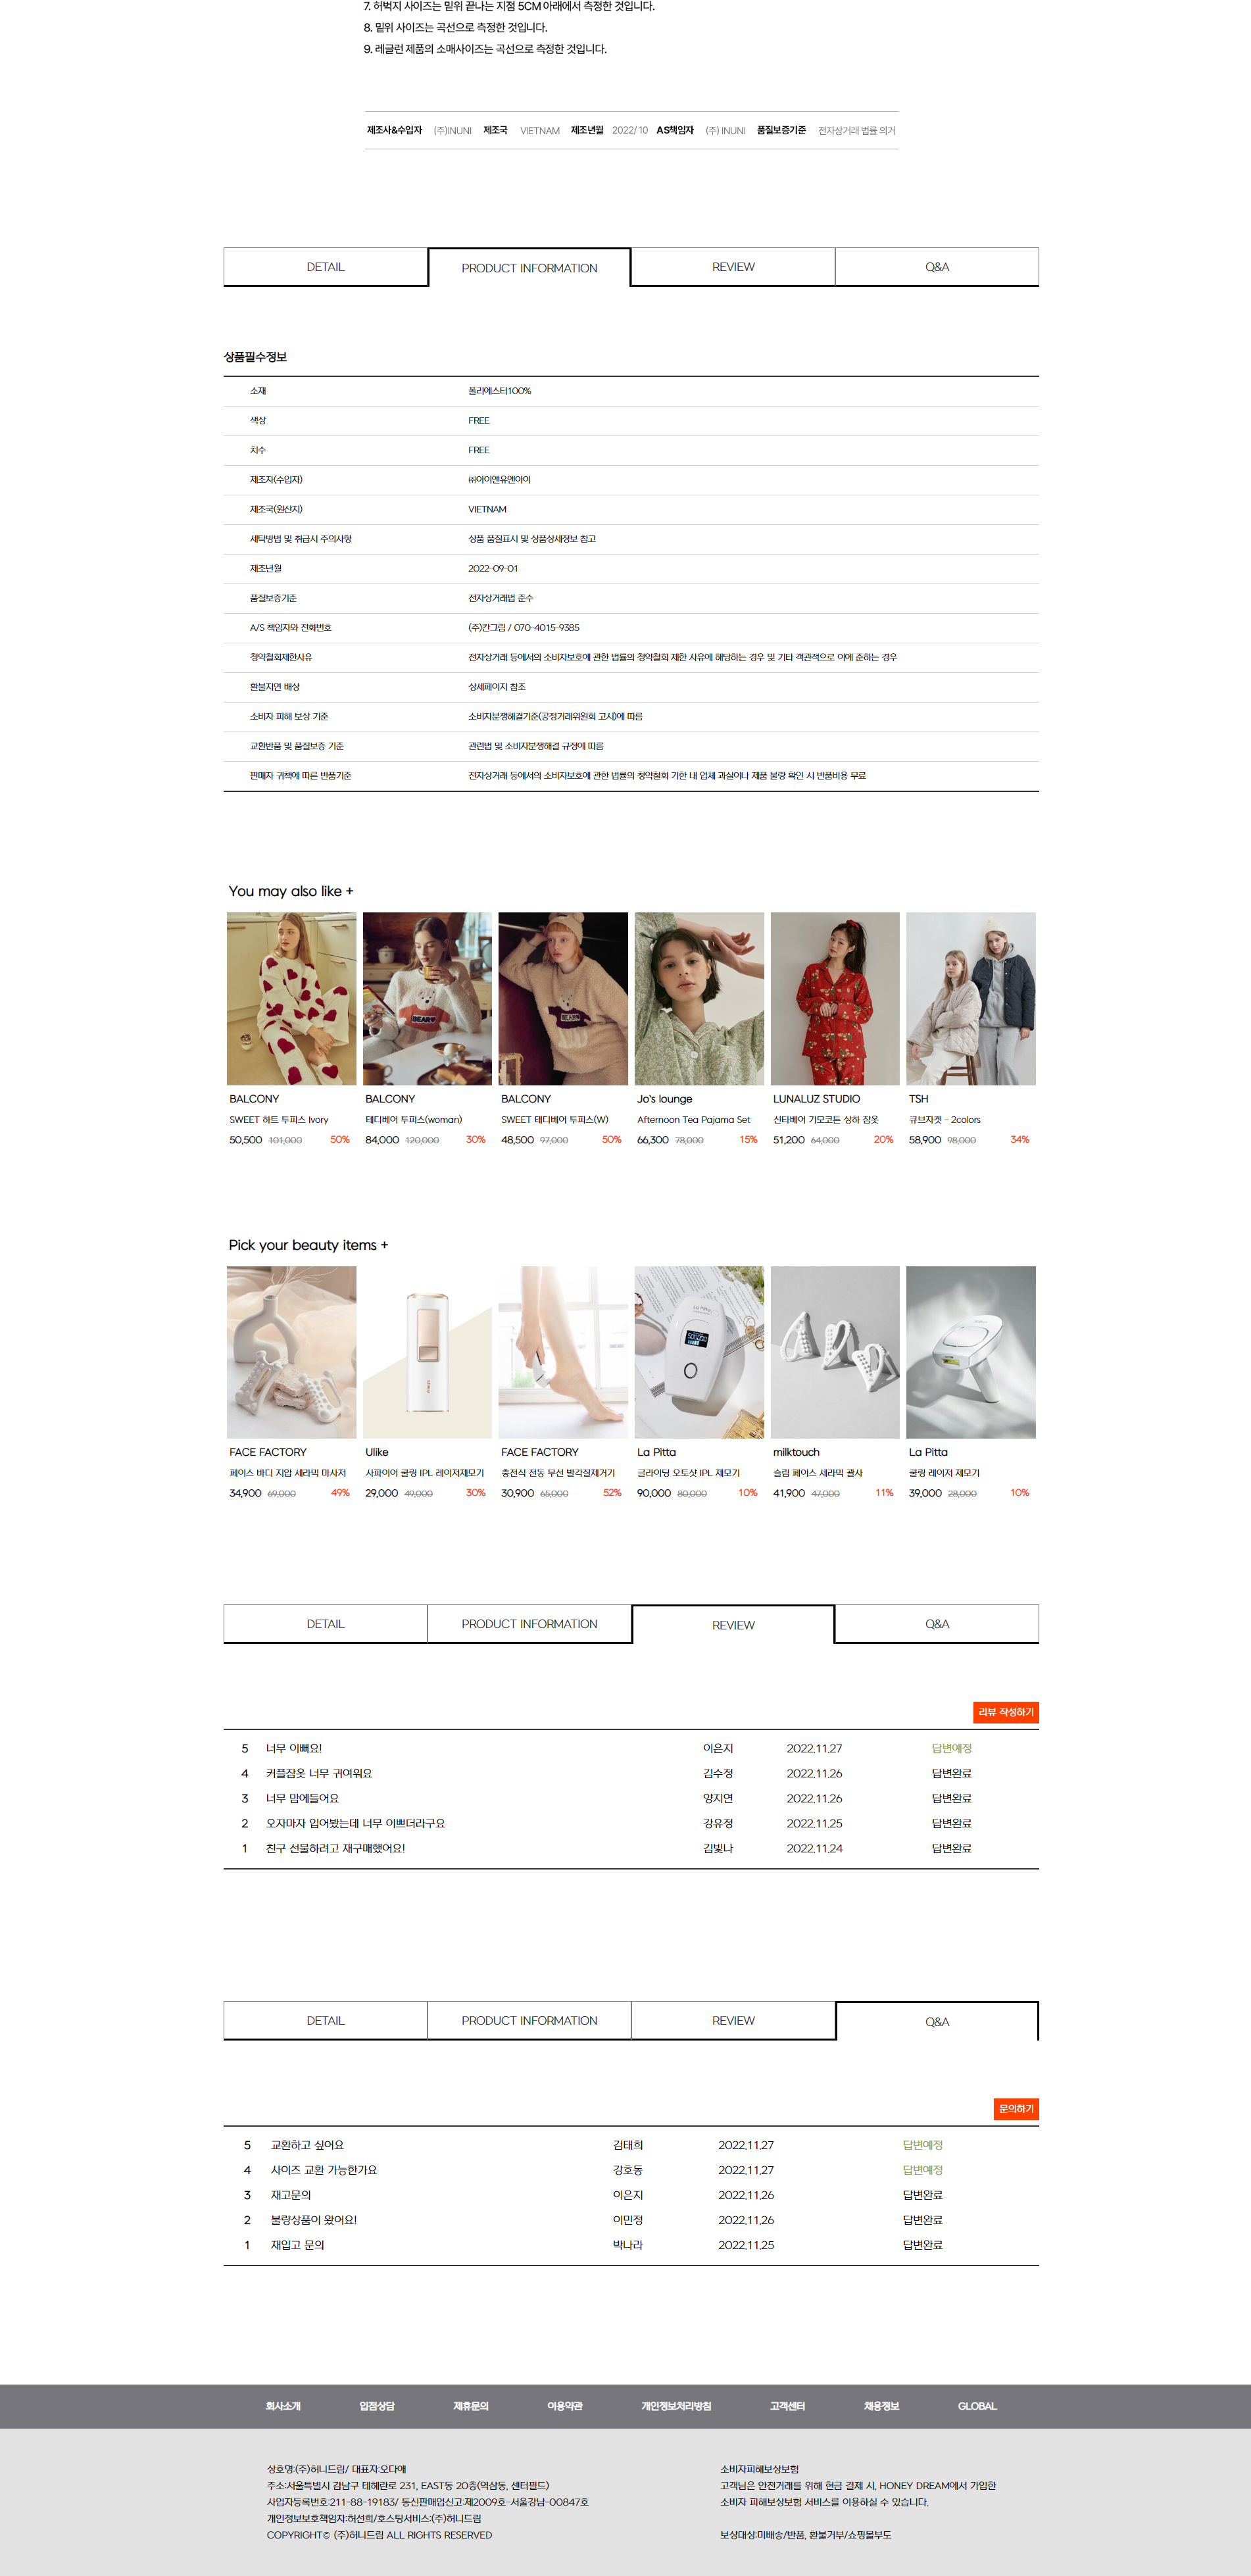 7. 허벅지 사이즈는 밑위 끝나는 지점 5CM 아래에서 측정한 것입니다.
8. 밑위 사이즈는 곡선으로 측정한 것입니다.
9. 레글런 제품의 소매사이즈는 곡선으로 측정한 것입니다.
제조사&수입자 (주)INUNI 제조국 VIETNAM 제조년월 2022/10 AS책임자 (주) INUNI 품질보증기준 전자상거래 법률 의거
DETAIL PRODUCT INFORMATION REVIEW Q&A
상품필수정보
소재 폴리에스터100%
색상 FREE
치수 FREE
제조자(수입자) ㈜아이앤유앤아이
제조국(원산지) VIETNAM
세탁방법 및 취급시 주의사항 상품 품질표시 및 상품상세정보 참고
제조년월 2022-09-01
품질보증기준 전자상거래법 준수
A/S 책임자와 전화번호 (주)칸그림 / 070-4015-9385
청약철회제한사유 전자상거래 등에서의 소비자보호에 관한 법률의 청약철회 제한 사유에 해당하는 경우 및 기타 객관적으로 이에 준하는 경우
환불지연 배상 상세페이지 참조
소비자 피해 보상 기준 소비자분쟁해결기준(공정거래위원회 고시)에 따름
교환반품 및 품질보증 기준 관련법 및 소비자분쟁해결 규정에 따름
판매자 귀책에 따른 반품기준 전자상거래 등에서의 소비자보호에 관한 법률의 청약철회 기한 내 업체 과실이나 제품 불량 확인 시 반품비용 무료
You may also like +
BEAR BEAR
BALCONY BALCONY BALCONY Jo's lounge LUNALUZ STUDIO TSH
SWEET 하트 투피스 Ivory 테디베어 투피스(woman) SWEET 테디베어 투피스(W) Afternoon Tea Pajama Set 산타베어 기모코튼 상하 잠옷 큐브자켓 - 2colors
50,500 101,000 50% 84,000 120,000 30% 48,500 97,000 50% 66,300 78,000 15% 51,200 64,000 20% 58,900 98,000 34%
Pick your beauty items +
Ulike
La Pitta
FACE FACTORY Ulike FACE FACTORY La Pitta milktouch La Pitta
페이스 바디 지압 세라믹 마사저 사파이어 쿨링 IPL 레이저제모기 충전식 전동 무선 발각질제거기 글라이딩 오토샷 IPL 제모기 슬림 페이스 세라믹 괄사 쿨링 레이저 제모기
34,900 69,000 49% 29,000 49,000 30% 30,900 65,000 52% 90,000 80,000 10% 41,900 47,000 11% 39,000 28,000 10%
DETAIL PRODUCT INFORMATION REVIEW Q&A
리뷰 작성하기
5 너무 이뻐요! 이은지 2022.11.27 답변예정
4 커플잠옷 너무 귀여워요 김수정 2022.11.26 답변완료
3 너무 맘에들어요 양지연 2022.11.26 답변완료
2 오자마자 입어봤는데 너무 이쁘더라구요 강유정 2022.11.25 답변완료
1 친구 선물하려고 재구매했어요! 김빛나 2022.11.24 답변완료
DETAIL PRODUCT INFORMATION REVIEW Q&A
문의하기
5 교환하고 싶어요 김태희 2022.11.27 답변예정
4 사이즈 교환 가능한가요 강호동 2022.11.27 답변예정
3 재고문의 이은지 2022.11.26 답변완료
2 불량상품이 왔어요! 이민정 2022.11.26 답변완료
1 재입고 문의 박나라 2022.11.25 답변완료
회사소개 입점상담 제휴문의 이용약관 개인정보처리방침 고객센터 채용정보 GLOBAL
상호명:(주)허니드림/ 대표자:오다애
주소:서울특별시 강남구 테헤란로 231, EAST동 20층(역삼동, 센터필드)
사업자등록번호:211-88-19183/ 통신판매업신고:제2009호-서울강남-00847호
개인정보보호책임자:허선희/호스팅서비스:(주)허니드림
COPYRIGHT© (주)허니드림 ALL RIGHTS RESERVED
소비자피해보상보험
고객님은 안전거래를 위해 현금 결제 시, HONEY DREAM에서 가입한
소비자 피해보상보험 서비스를 이용하실 수 있습니다.
보상대상:미배송/반품, 환불거부/쇼핑몰부도